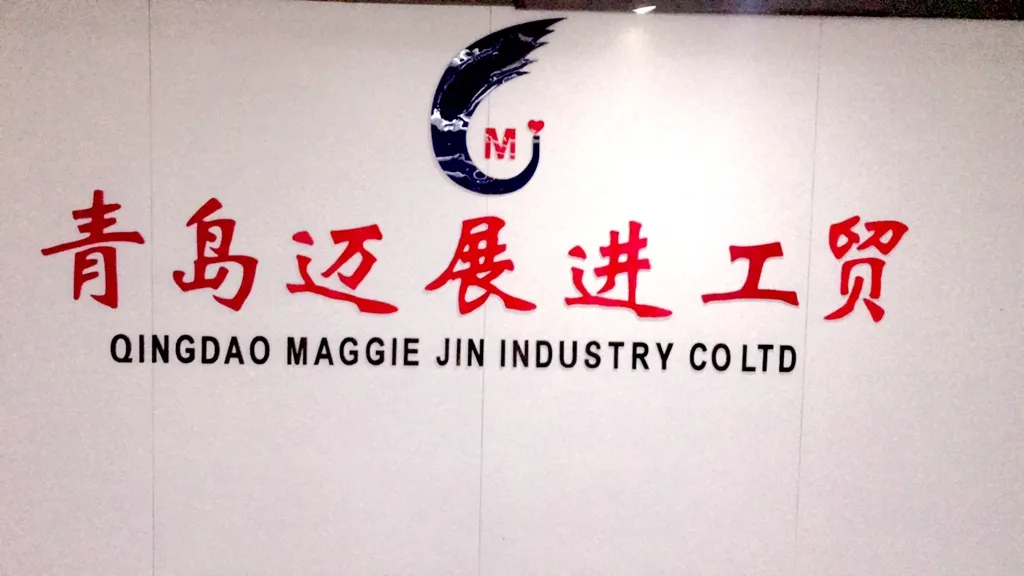 M
青岛迈展进工贸
QINGDAO MAGGIE JIN INDUSTRY CO LTD